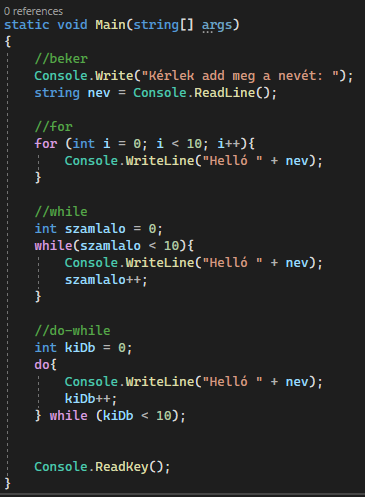 0 references
static void Main(string[] args)
{
    //beker
    Console.Write("Kérlek add meg a nevét: ");
    string nev = Console.ReadLine();

    //for
    for (int i = 0; i < 10; i++){
        Console.WriteLine("Helló " + nev);
    }

    //while
    int szamlalo = 0;
    while(szamlalo < 10){
        Console.WriteLine("Helló " + nev);
        szamlalo++;
    }

    //do-while
    int kiDb = 0;
    do{
        Console.WriteLine("Helló " + nev);
        kiDb++;
    } while (kiDb < 10);

    Console.ReadKey();
}